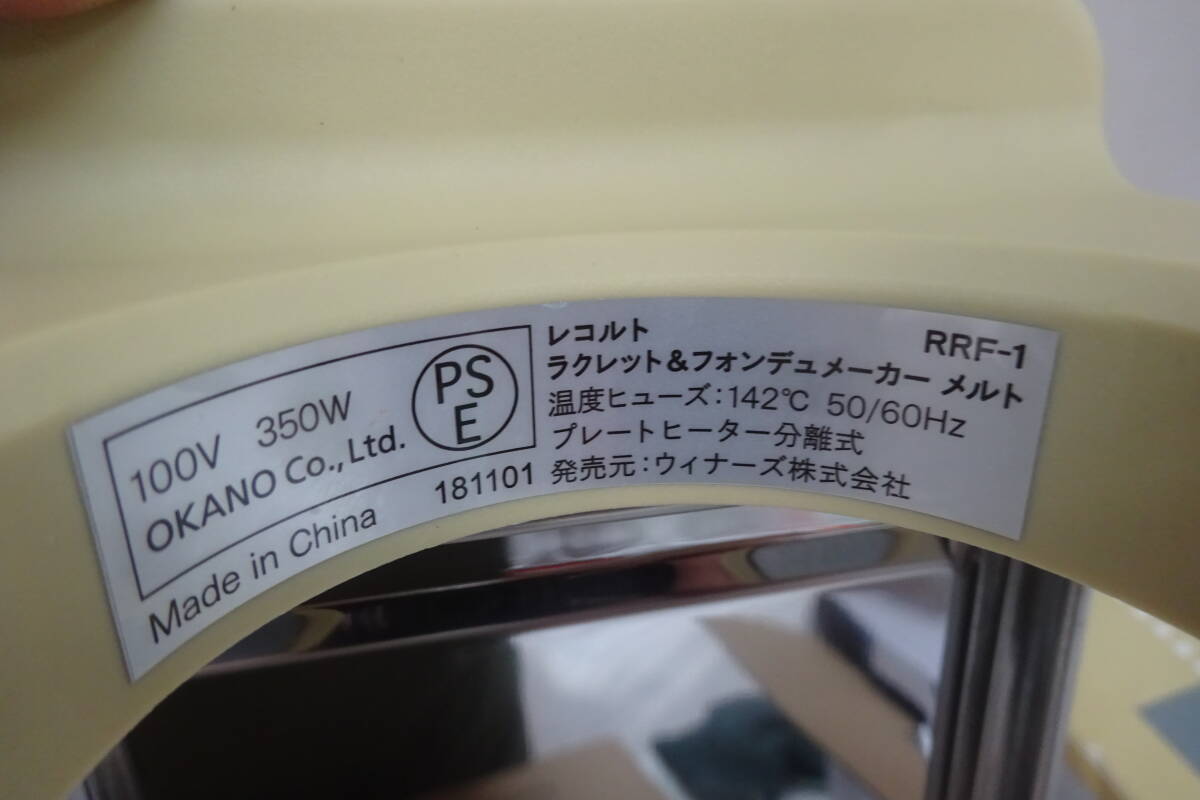 100V 350W
OKANO Co., Ltd.
PS
E
Made in China 181101
レコルト RRF-1
ラクレット&フォンデュメーカー メルト
温度ヒューズ:142℃ 50/60Hz
プレートヒーター分離式
発売元:ウィナーズ株式会社